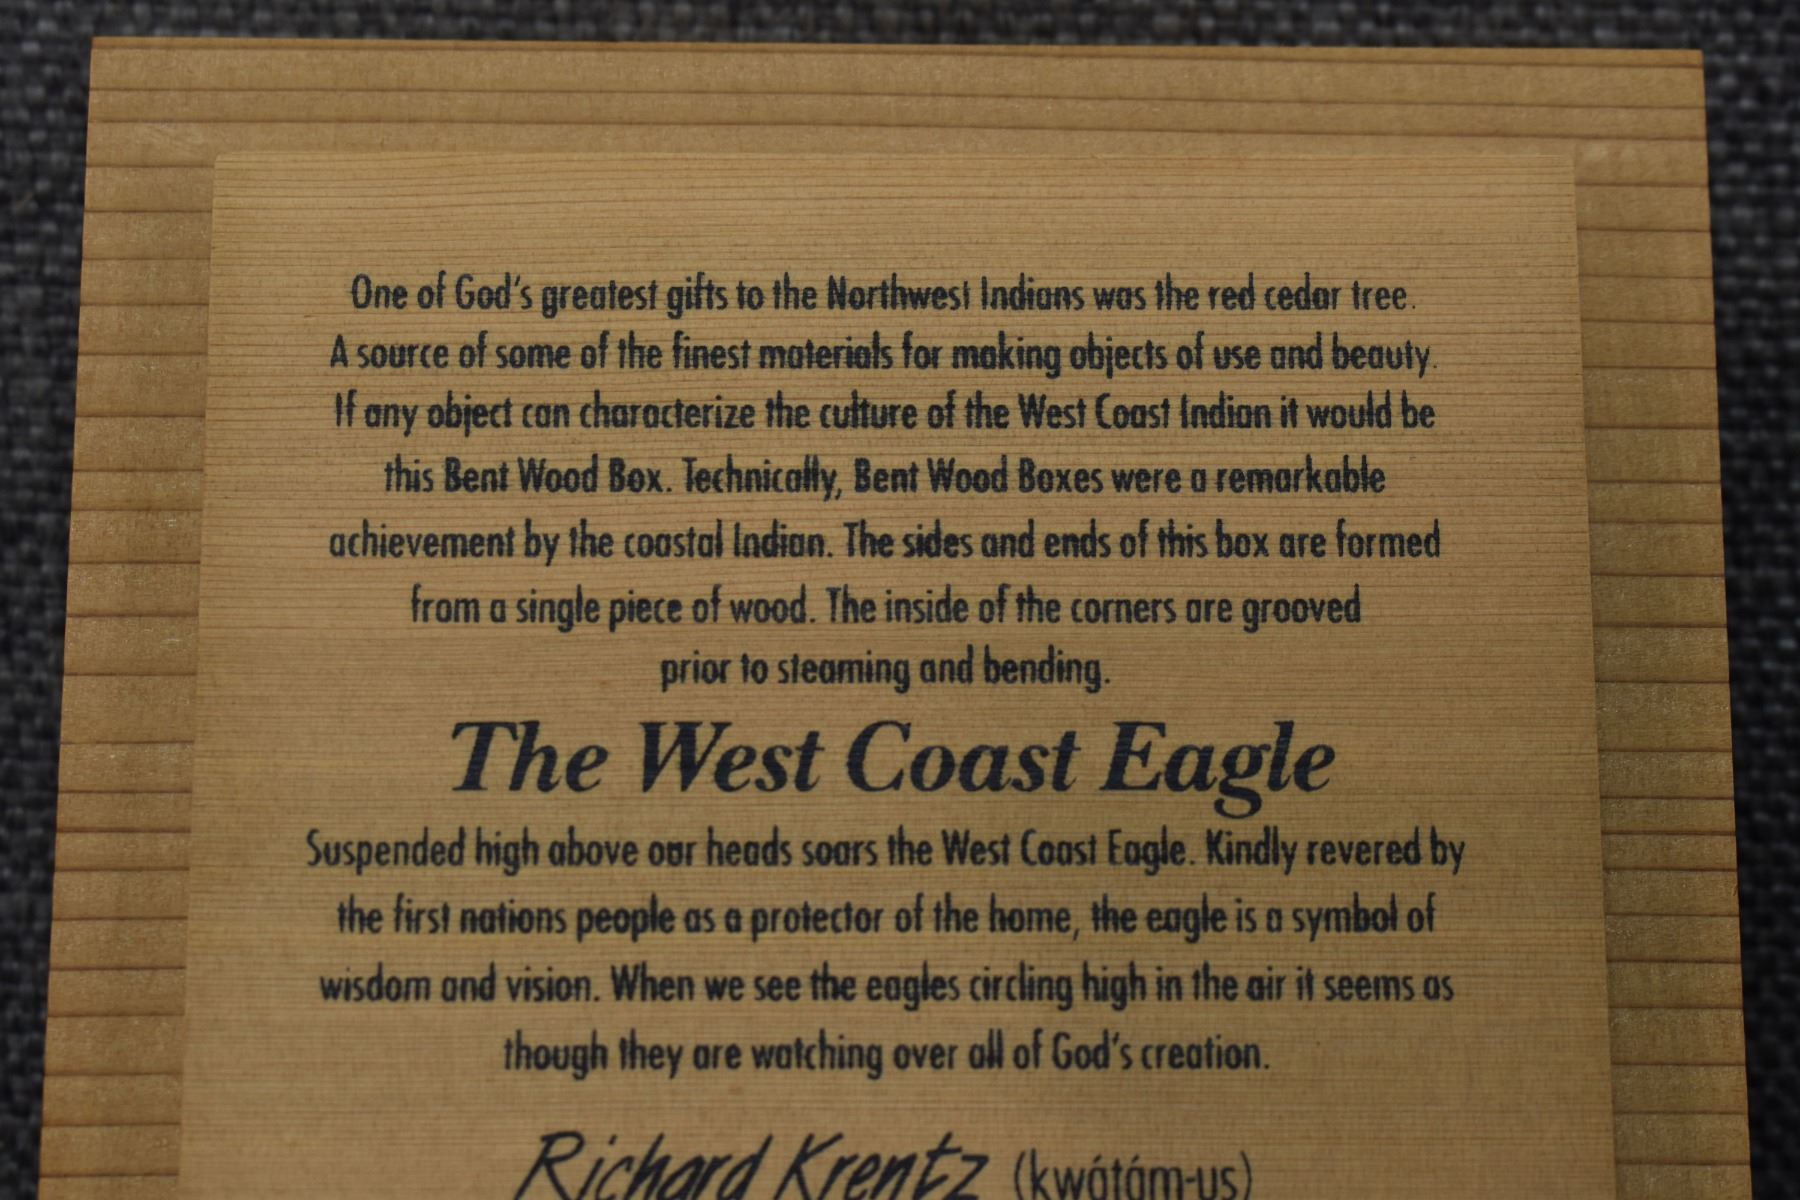 One of God's greatest gifts to the Northwest Indians was the red cedar tree.
A source of some of the finest materials for making objects of use and beauty.
If any object can characterize the culture of the West Coast Indian it would be
this Bent Wood Box. Technically, Bent Wood Boxes were a remarkable
achievement by the coastal Indian. The sides and ends of this box are formed
from a single piece of wood. The inside of the corners are grooved
prior to steaming and bending.
The West Coast Eagle
Suspended high above our heads soars the West Coast Eagle. Kindly revered by
the first nations people as a protector of the home, the eagle is a symbol of
wisdom and vision. When we see the eagles circling high in the air it seems as
though they are watching over all of God's creation.
Richard Krentz (kwátám-us)